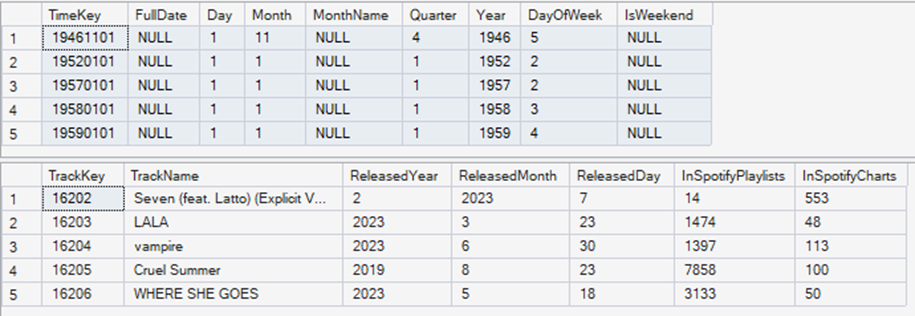 TimeKey FullDate Day Month MonthName Quarter Year DayOfWeek IsWeekend
1 19461101 NULL 1 11 NULL 4 1946 5 NULL
2 19520101 NULL 1 1 NULL 1 1952 2 NULL
3 19570101 NULL 1 1 NULL 1 1957 2 NULL
4 19580101 NULL 1 1 NULL 1 1958 3 NULL
5 19590101 NULL 1 1 NULL 1 1959 4 NULL
TrackKey TrackName ReleasedYear ReleasedMonth ReleasedDay InSpotifyPlaylists InSpotifyCharts
1 16202 Seven (feat. Latto) (Explicit V... 2 2023 7 14 553
2 16203 LALA 2023 3 23 1474 48
3 16204 vampire 2023 6 30 1397 113
4 16205 Cruel Summer 2019 8 23 7858 100
5 16206 WHERE SHE GOES 2023 5 18 3133 50